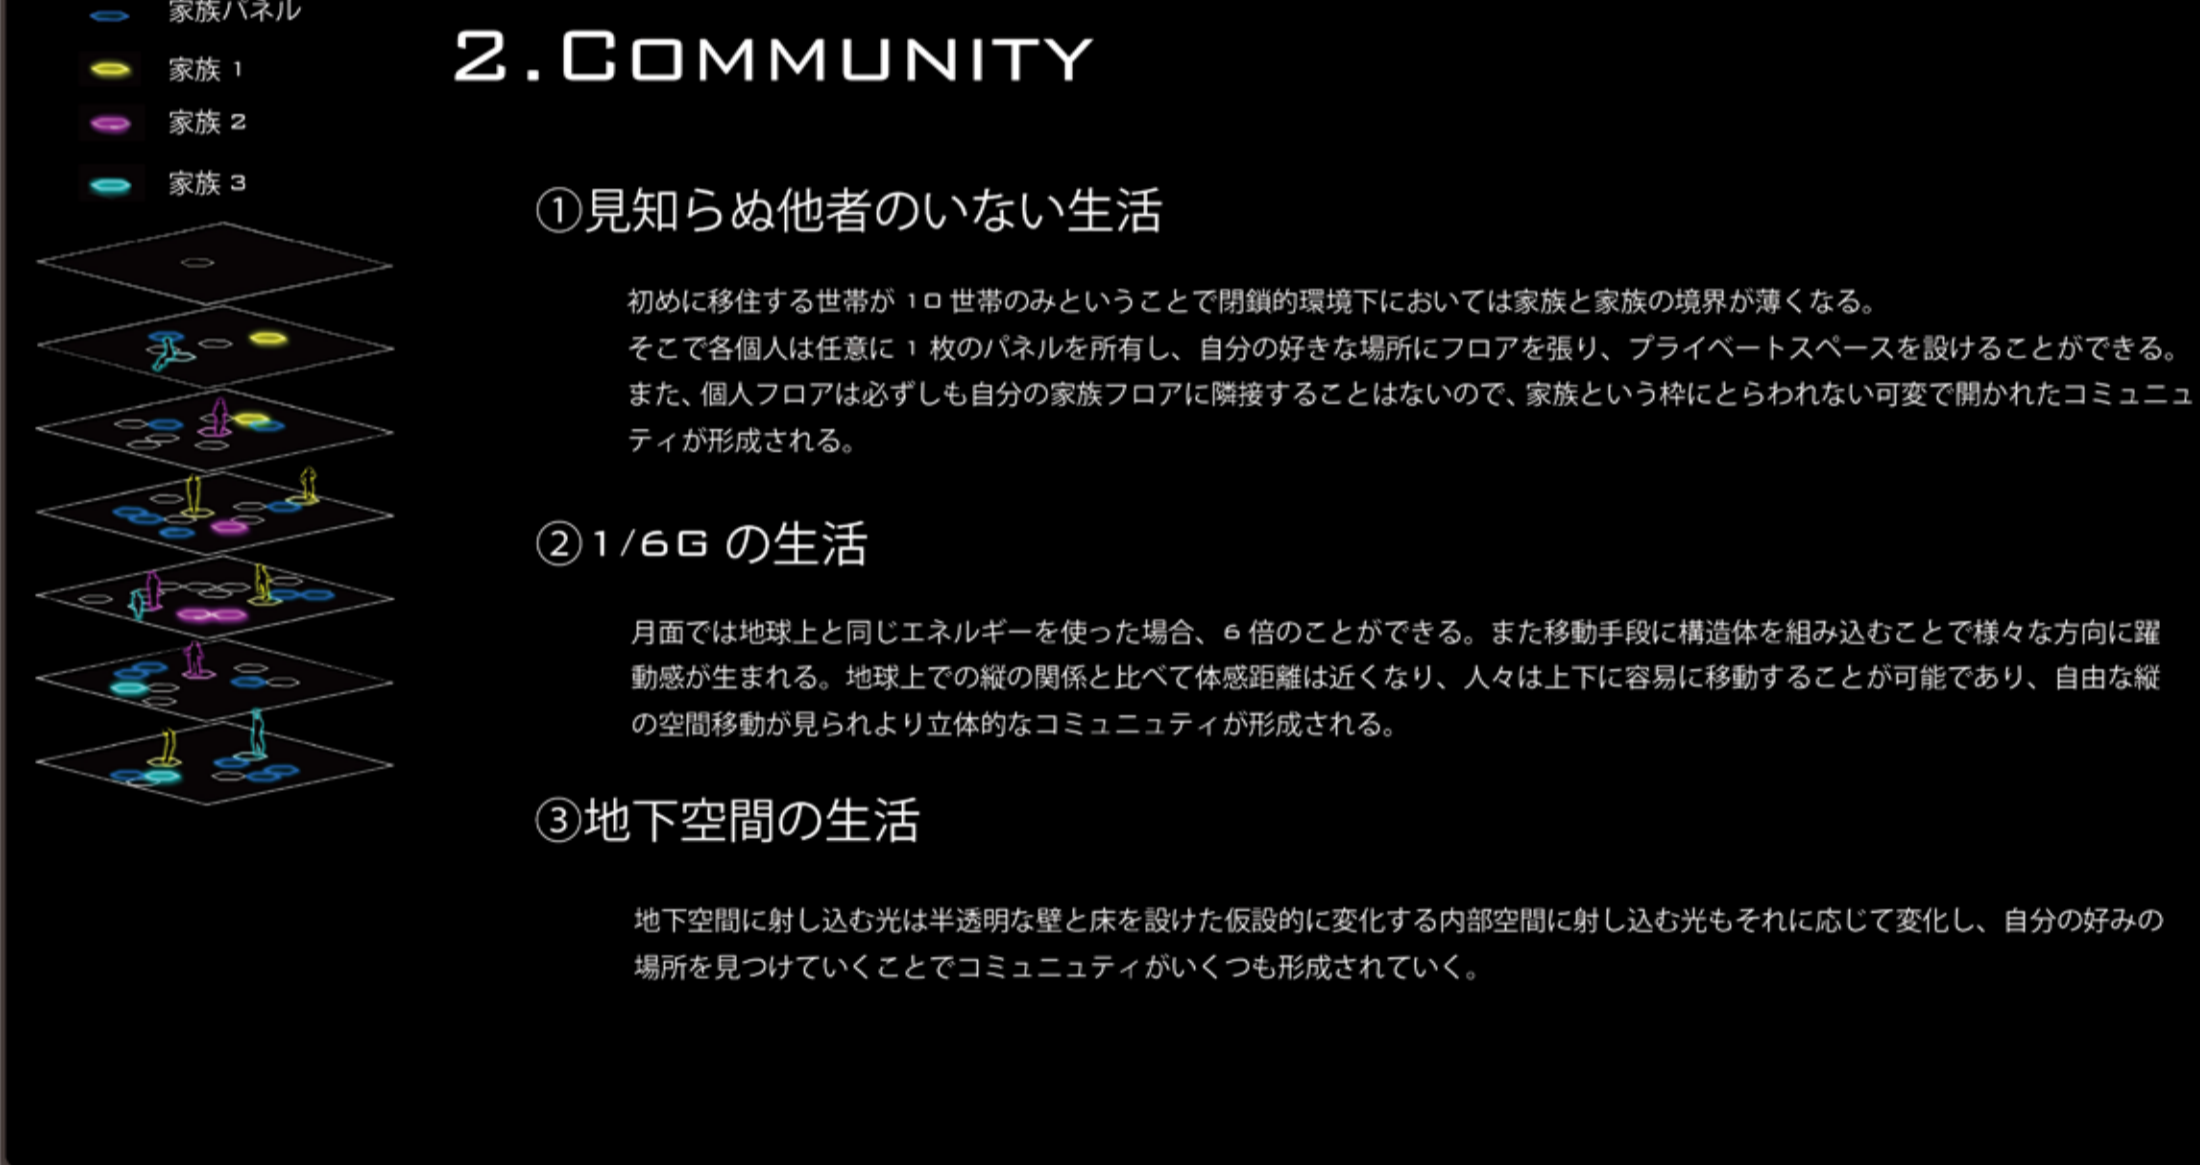 家族パネル
家族 1
家族 2
家族 3
2.COMMUNITY
①見知らぬ他者のいない生活
初めに移住する世帯が 10 世帯のみということで閉鎖的環境下においては家族と家族の境界が薄くなる。
そこで各個人は任意に 1 枚のパネルを所有し、自分の好きな場所にフロアを張り、プライベートスペースを設けることができる。
また、個人フロアは必ずしも自分の家族フロアに隣接することはないので、家族という枠にとらわれない可変で開かれたコミュニュ
ティが形成される。
②1/6G の生活
月面では地球上と同じエネルギーを使った場合、6 倍のことができる。また移動手段に構造体を組み込むことで様々な方向に躍
動感が生まれる。地球上での縦の関係と比べて体感距離は近くなり、人々は上下に容易に移動することが可能であり、自由な縦
の空間移動が見られより立体的なコミュニュティが形成される。
③地下空間の生活
地下空間に射し込む光は半透明な壁と床を設けた仮設的に変化する内部空間に射し込む光もそれに応じて変化し、自分の好みの
場所を見つけていくことでコミュニュティがいくつも形成されていく。